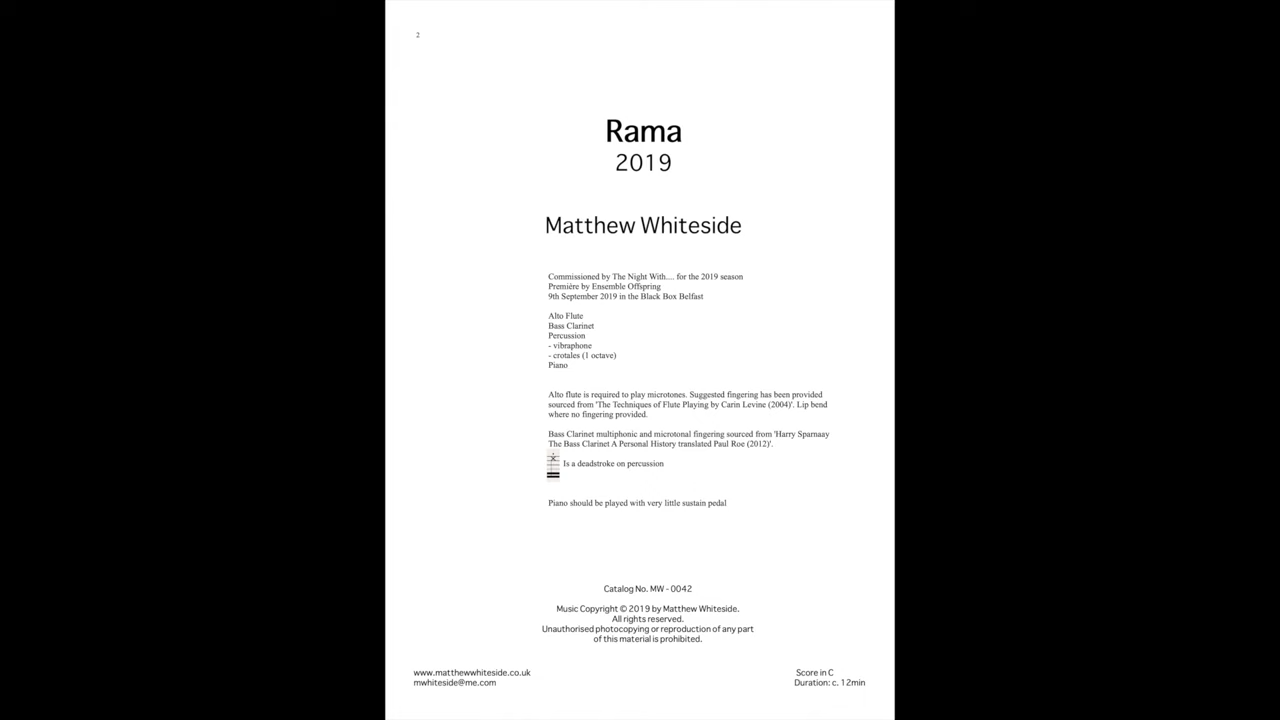 2
Rama
2019
Matthew Whiteside
Commissioned by The Night With.... for the 2019 season
Première by Ensemble Offspring
9th September 2019 in the Black Box Belfast
Alto Flute
Bass Clarinet
Percussion
- vibraphone
- crotales (1 octave)
Piano
Alto flute is required to play microtones. Suggested fingering has been provided
sourced from 'The Techniques of Flute Playing by Carin Levine (2004)'. Lip bend
where no fingering provided.
Bass Clarinet multiphonic and microtonal fingering sourced from 'Harry Sparnaay
The Bass Clarinet A Personal History translated Paul Roe (2012)'.
Is a deadstroke on percussion
Piano should be played with very little sustain pedal
Catalog No. MW - 0042
Music Copyright © 2019 by Matthew Whiteside.
All rights reserved.
Unauthorised photocopying or reproduction of any part
of this material is prohibited.
www.matthewwhiteside.co.uk
mwhiteside@me.com
Score in C
Duration: c. 12min